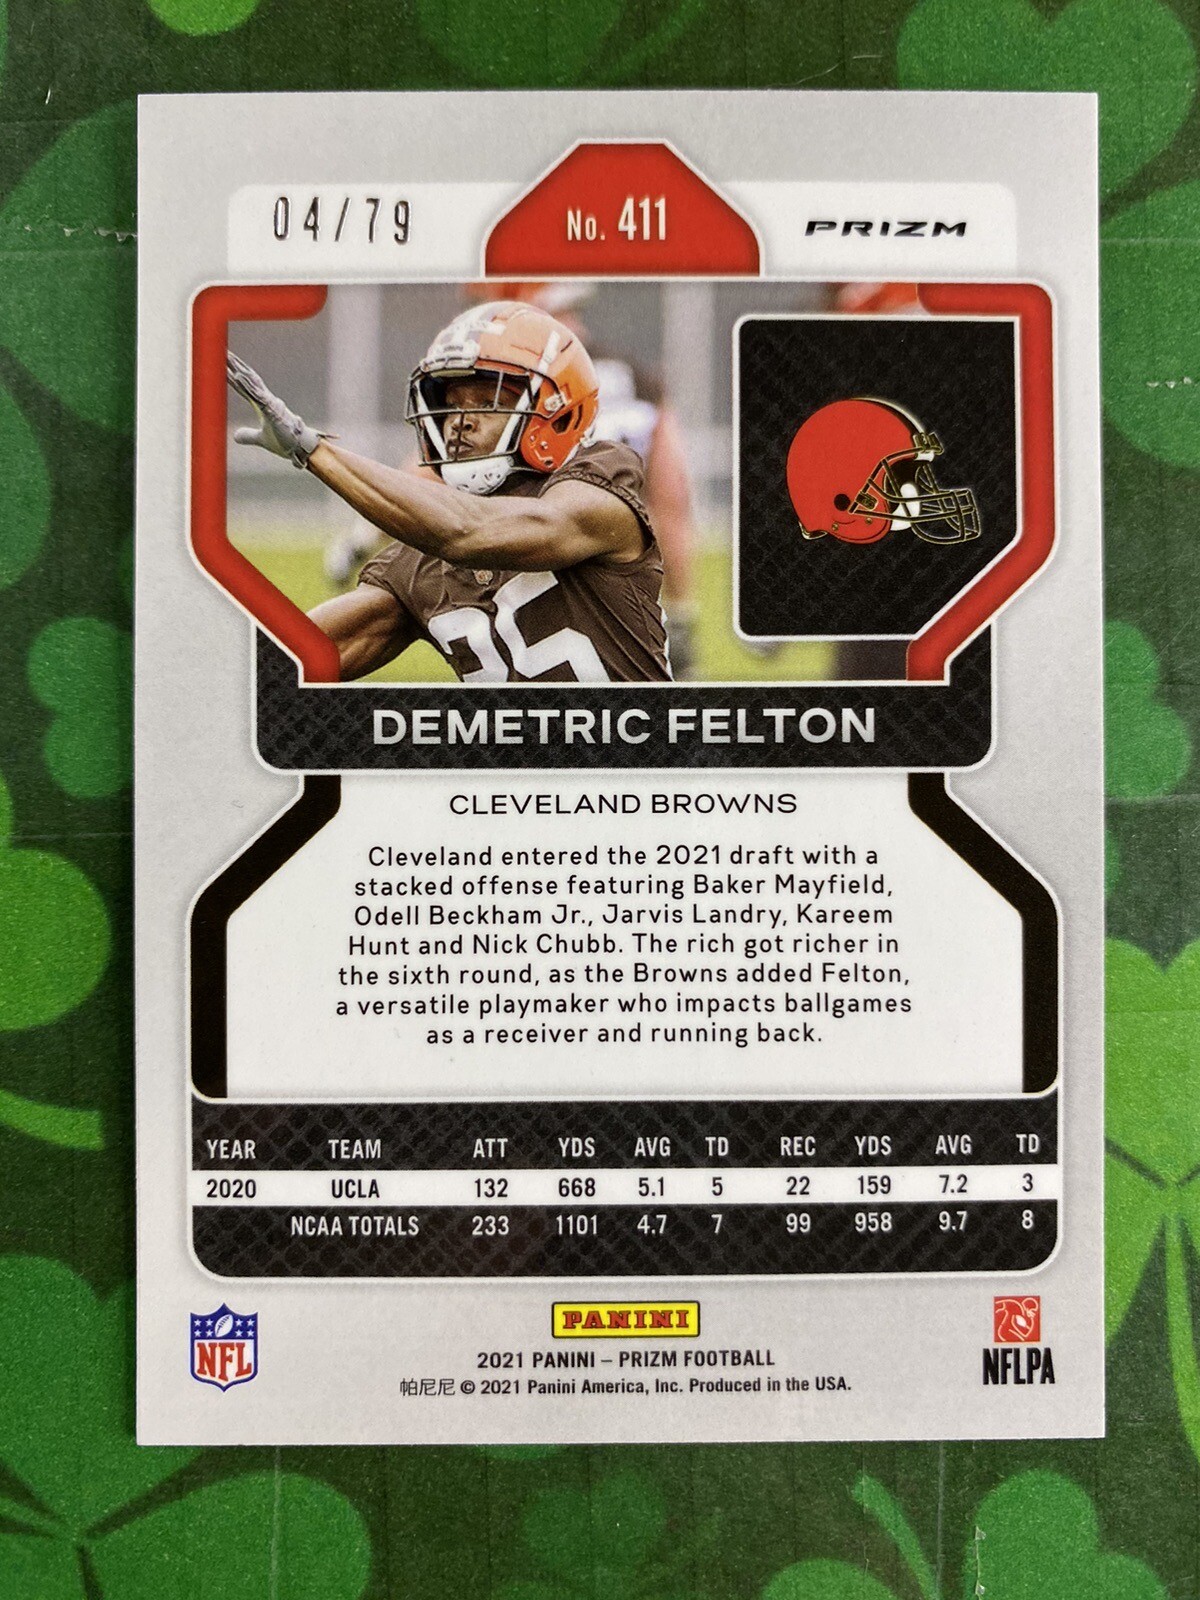 04/79
No. 411
PRIZM
25
DEMETRIC FELTON
CLEVELAND BROWNS
Cleveland entered the 2021 draft with a
stacked offense featuring Baker Mayfield,
Odell Beckham Jr., Jarvis Landry, Kareem
Hunt and Nick Chubb. The rich got richer in
the sixth round, as the Browns added Felton,
a versatile playmaker who impacts ballgames
as a receiver and running back.
YEAR TEAM ATT YDS AVG TD REC YDS AVG TD
2020 UCLA 132 668 5.1 5 22 159 7.2 3
NCAA TOTALS 233 1101 4.7 7 99 958 9.7 8
NFL
PANINI
NFLPA
2021 PANINI – PRIZM FOOTBALL
帕尼尼 © 2021 Panini America, Inc. Produced in the USA.